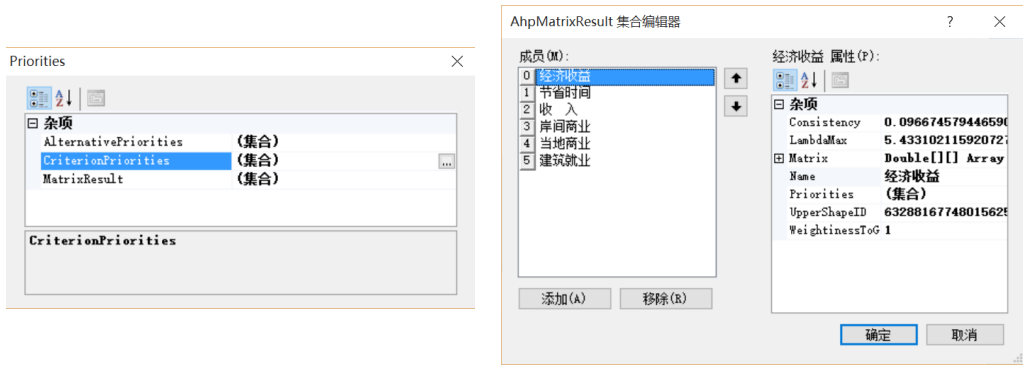 Priorities
杂项
AlternativePriorities (集合)
CriterionPriorities (集合) ...
MatrixResult (集合)
CriterionPriorities
AhpMatrixResult 集合编辑器
成员(M):
0 经济收益
1 节省时间
2 收 入
3 岸间商业
4 当地商业
5 建筑就业
添加(A) 移除(R)
经济收益 属性(P):
杂项
Consistency 0.096674579446590
LambdaMax 5.433102115920727
Matrix Double[][] Array
Name 经济收益
Priorities (集合)
UpperShapeID 63288167748015625
WeightinessToG 1
确定 取消